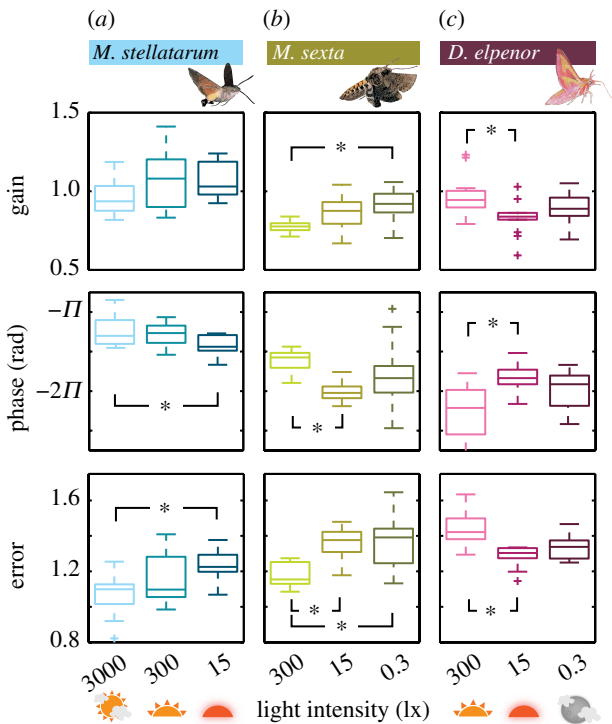 (a) (b) (c)
M. stellatarum M. sexta D. elpenor
gain
1.5
1.0
0.5
*
*
phase (rad)
−Π
−2Π
*
*
*
error
1.6
1.2
0.8
*
*
*
*
3000 300 15 300 15 0.3 300 15 0.3
light intensity (lx)